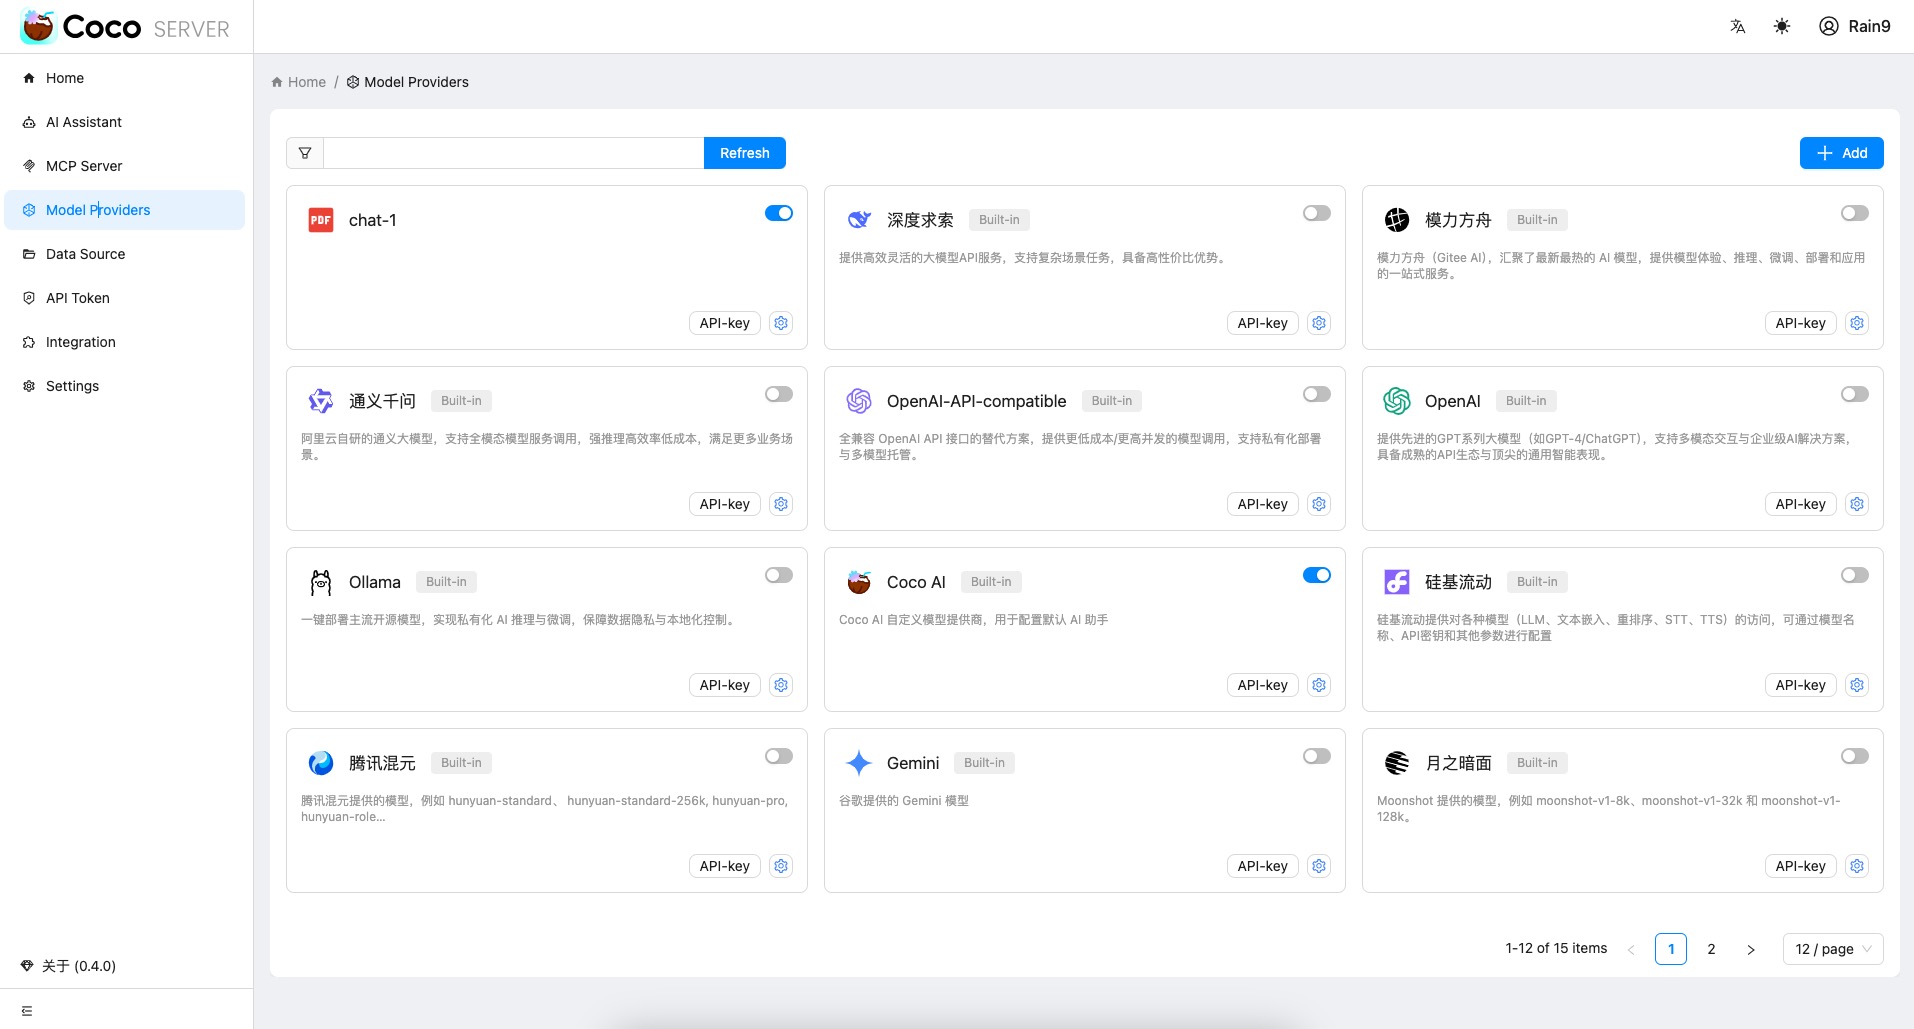 Coco SERVER
Rain9
Home
AI Assistant
MCP Server
Model Providers
Data Source
API Token
Integration
Settings
关于 (0.4.0)
Home / Model Providers
Refresh
Add
PDF
chat-1
API-key
深度求索 Built-in
提供高效灵活的大模型API服务，支持复杂场景任务，具备高性价比优势。
API-key
模力方舟 Built-in
模力方舟（Gitee AI），汇聚了最新最热的 AI 模型，提供模型体验、推理、微调、部署和应用
的一站式服务。
API-key
通义千问 Built-in
阿里云自研的通义大模型，支持全模态模型服务调用，强推理高效率低成本，满足更多业务场
景。
API-key
OpenAI-API-compatible Built-in
全兼容 OpenAI API 接口的替代方案，提供更低成本/更高并发的模型调用，支持私有化部署
与多模型托管。
API-key
OpenAI Built-in
提供先进的GPT系列大模型（如GPT-4/ChatGPT），支持多模态交互与企业级AI解决方案，
具备成熟的API生态与顶尖的通用智能表现。
API-key
Ollama Built-in
一键部署主流开源模型，实现私有化 AI 推理与微调，保障数据隐私与本地化控制。
API-key
Coco AI Built-in
Coco AI 自定义模型提供商，用于配置默认 AI 助手
API-key
硅基流动 Built-in
硅基流动提供对各种模型（LLM、文本嵌入、重排序、STT、TTS）的访问，可通过模型名
称、API密钥和其他参数进行配置
API-key
腾讯混元 Built-in
腾讯混元提供的模型，例如 hunyuan-standard、 hunyuan-standard-256k, hunyuan-pro,
hunyuan-role...
API-key
Gemini Built-in
谷歌提供的 Gemini 模型
API-key
月之暗面 Built-in
Moonshot 提供的模型，例如 moonshot-v1-8k、moonshot-v1-32k 和 moonshot-v1-
128k。
API-key
1-12 of 15 items < 1 2 > 12 / page